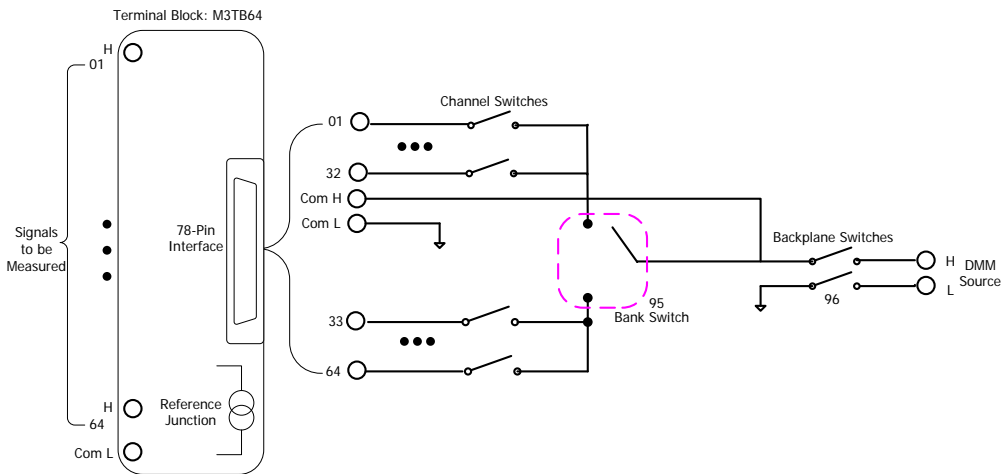 Terminal Block: M3TB64
H
01
Signals
to be
Measured
H
64
Com L
78-Pin
Interface
Reference
Junction
Channel Switches
01
32
Com H
Com L
33
64
95
Bank Switch
Backplane Switches
96
H
L
DMM
Source